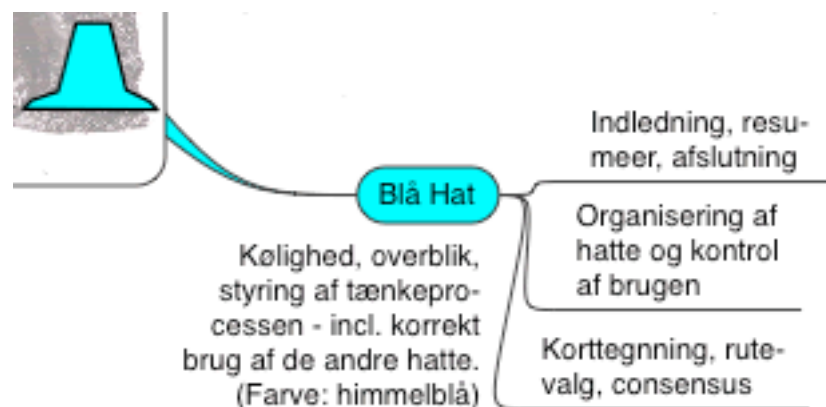 Blå Hat
Kølighed, overblik,
styring af tænkepro-
cessen - incl. korrekt
brug af de andre hatte.
(Farve: himmelblå)
Indledning, resu-
meer, afslutning
Organisering af
hatte og kontrol
af brugen
Korttegnning, rute-
valg, consensus